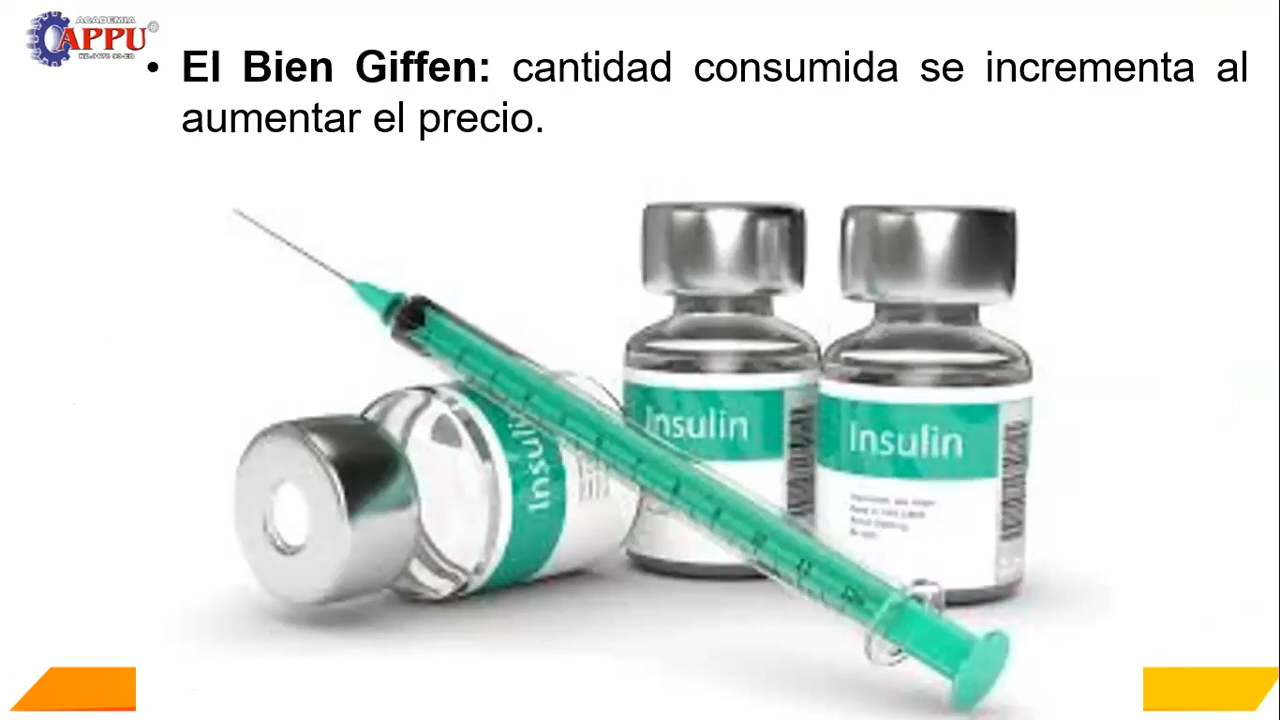 ACADEMIA
APPU®
• El Bien Giffen: cantidad consumida se incrementa al
aumentar el precio.
Insulin
Insulin
Insulin